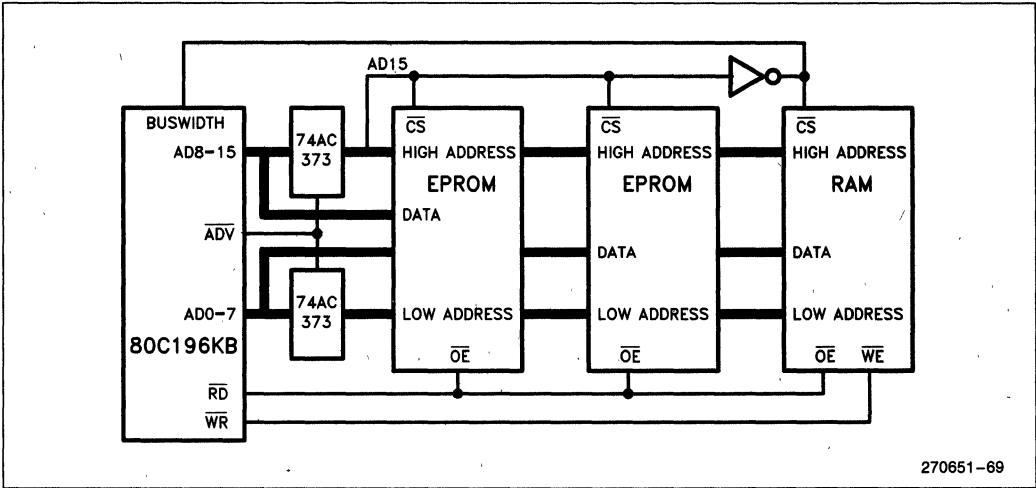 AD15
BUSWIDTH
AD8-15
ADV
AD0-7
80C196KB
RD
WR
74AC
373
74AC
373
CS
HIGH ADDRESS
EPROM
DATA
LOW ADDRESS
OE
CS
HIGH ADDRESS
EPROM
DATA
LOW ADDRESS
OE
CS
HIGH ADDRESS
RAM
DATA
LOW ADDRESS
OE WE
270651-69